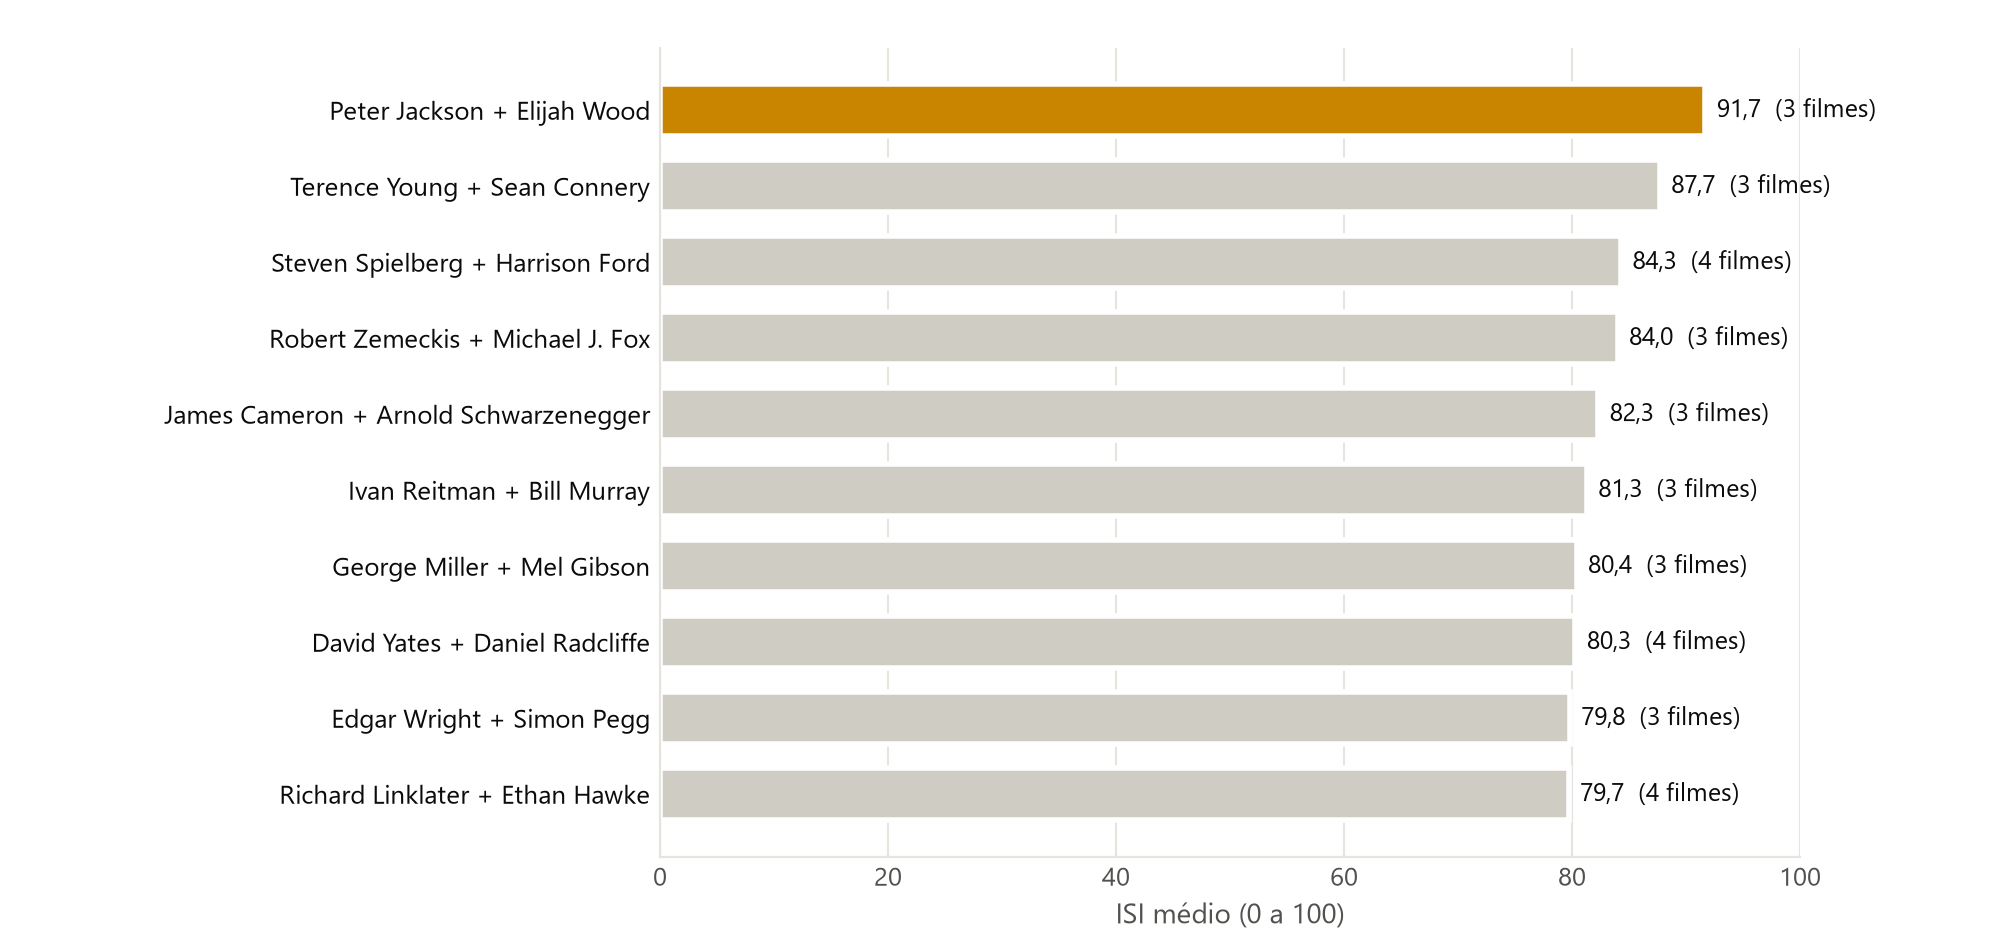 Peter Jackson + Elijah Wood 91,7 (3 filmes)
Terence Young + Sean Connery 87,7 (3 filmes)
Steven Spielberg + Harrison Ford 84,3 (4 filmes)
Robert Zemeckis + Michael J. Fox 84,0 (3 filmes)
James Cameron + Arnold Schwarzenegger 82,3 (3 filmes)
Ivan Reitman + Bill Murray 81,3 (3 filmes)
George Miller + Mel Gibson 80,4 (3 filmes)
David Yates + Daniel Radcliffe 80,3 (4 filmes)
Edgar Wright + Simon Pegg 79,8 (3 filmes)
Richard Linklater + Ethan Hawke 79,7 (4 filmes)
0 20 40 60 80 100
ISI médio (0 a 100)